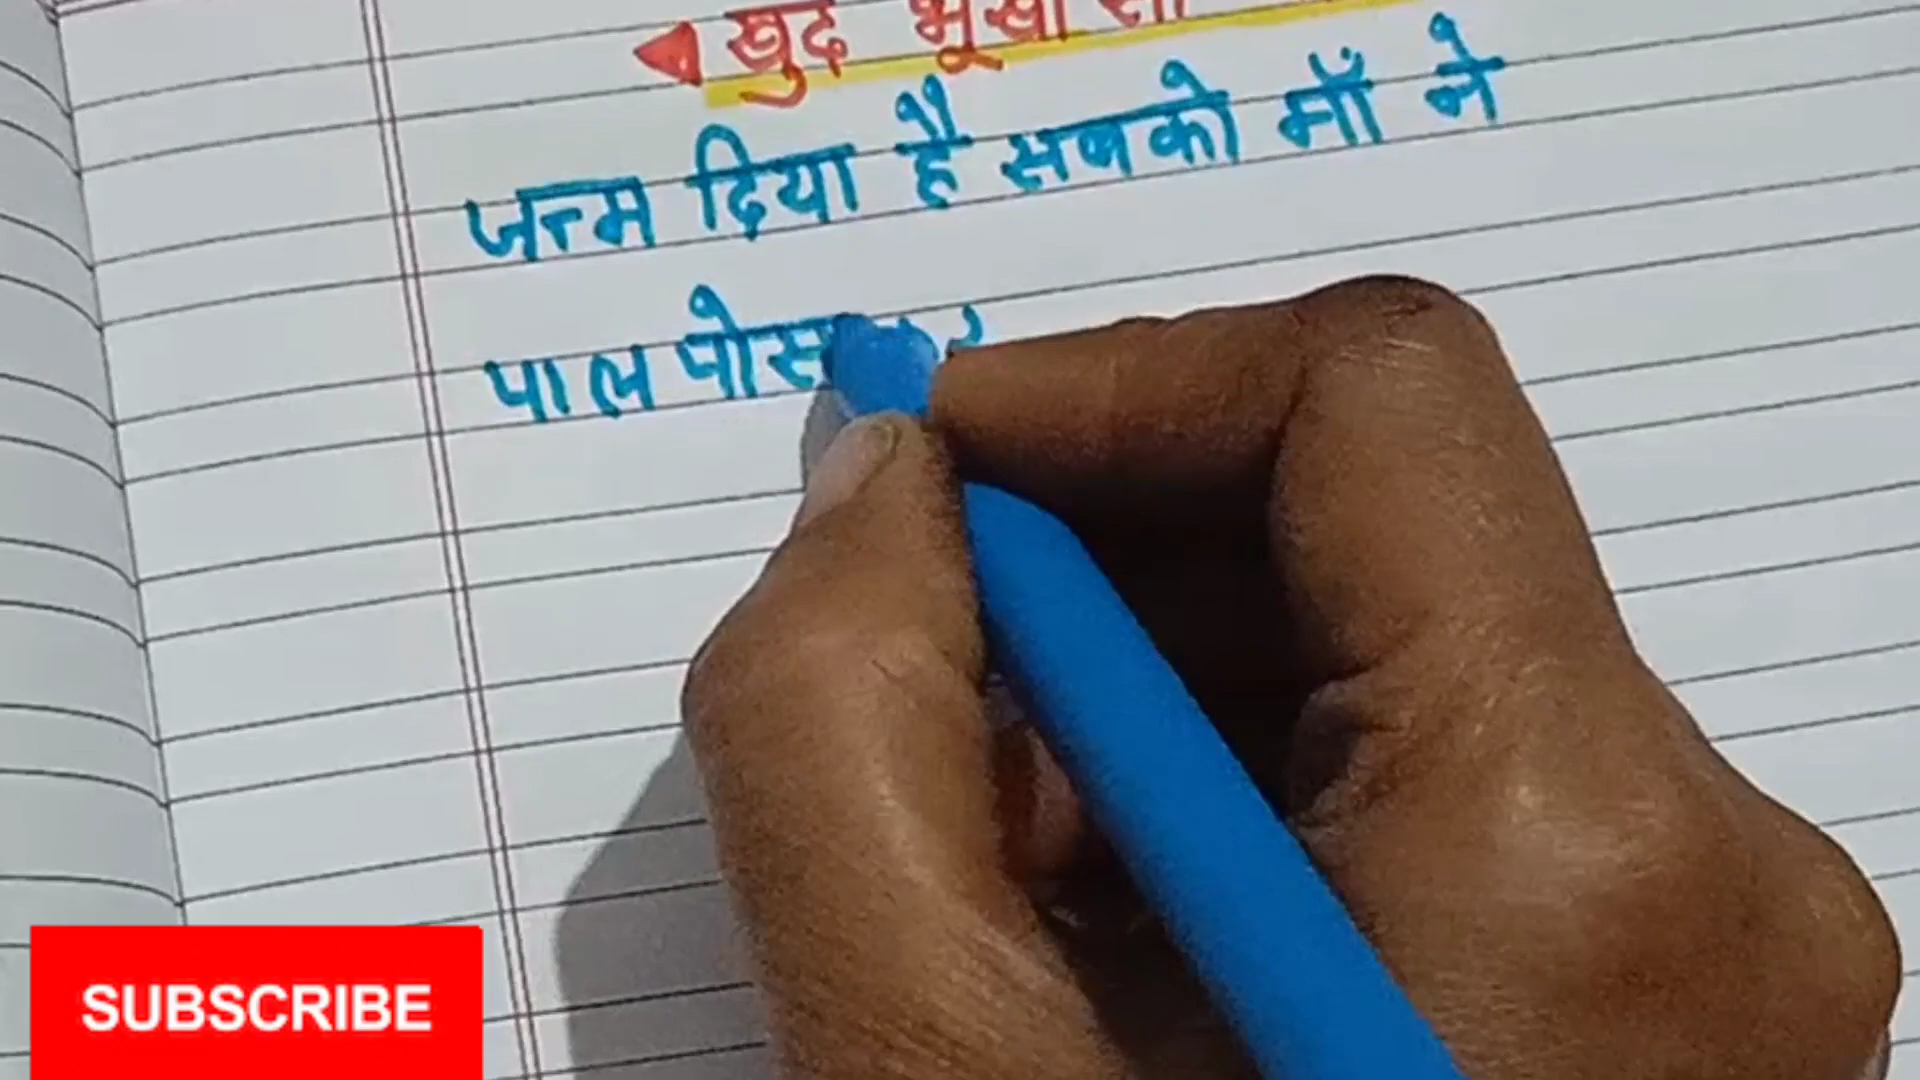 खुद भूखा
जन्म दिया है सबको माँ ने
पाल पोस
SUBSCRIBE